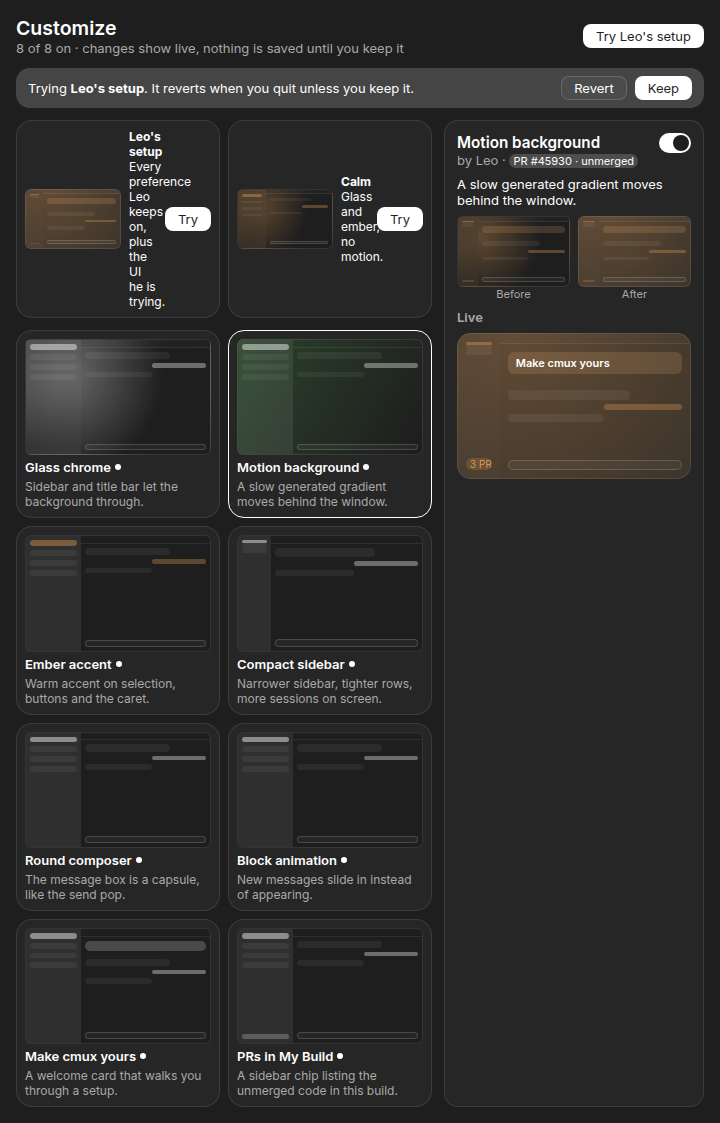 Customize
8 of 8 on · changes show live, nothing is saved until you keep it
Try Leo's setup
Trying Leo's setup. It reverts when you quit unless you keep it.
Revert
Keep
Leo's
setup
Every
preference
Leo
keeps
on,
plus
the
UI
he is
trying.
Try
Calm
Glass
and
ember,
no
motion.
Try
Glass chrome
Sidebar and title bar let the
background through.
Motion background
A slow generated gradient
moves behind the window.
Ember accent
Warm accent on selection,
buttons and the caret.
Compact sidebar
Narrower sidebar, tighter rows,
more sessions on screen.
Round composer
The message box is a capsule,
like the send pop.
Block animation
New messages slide in instead
of appearing.
Make cmux yours
A welcome card that walks you
through a setup.
PRs in My Build
A sidebar chip listing the
unmerged code in this build.
Motion background
by Leo · PR #45930 · unmerged
A slow generated gradient moves
behind the window.
Before
After
Live
Make cmux yours
3 PR